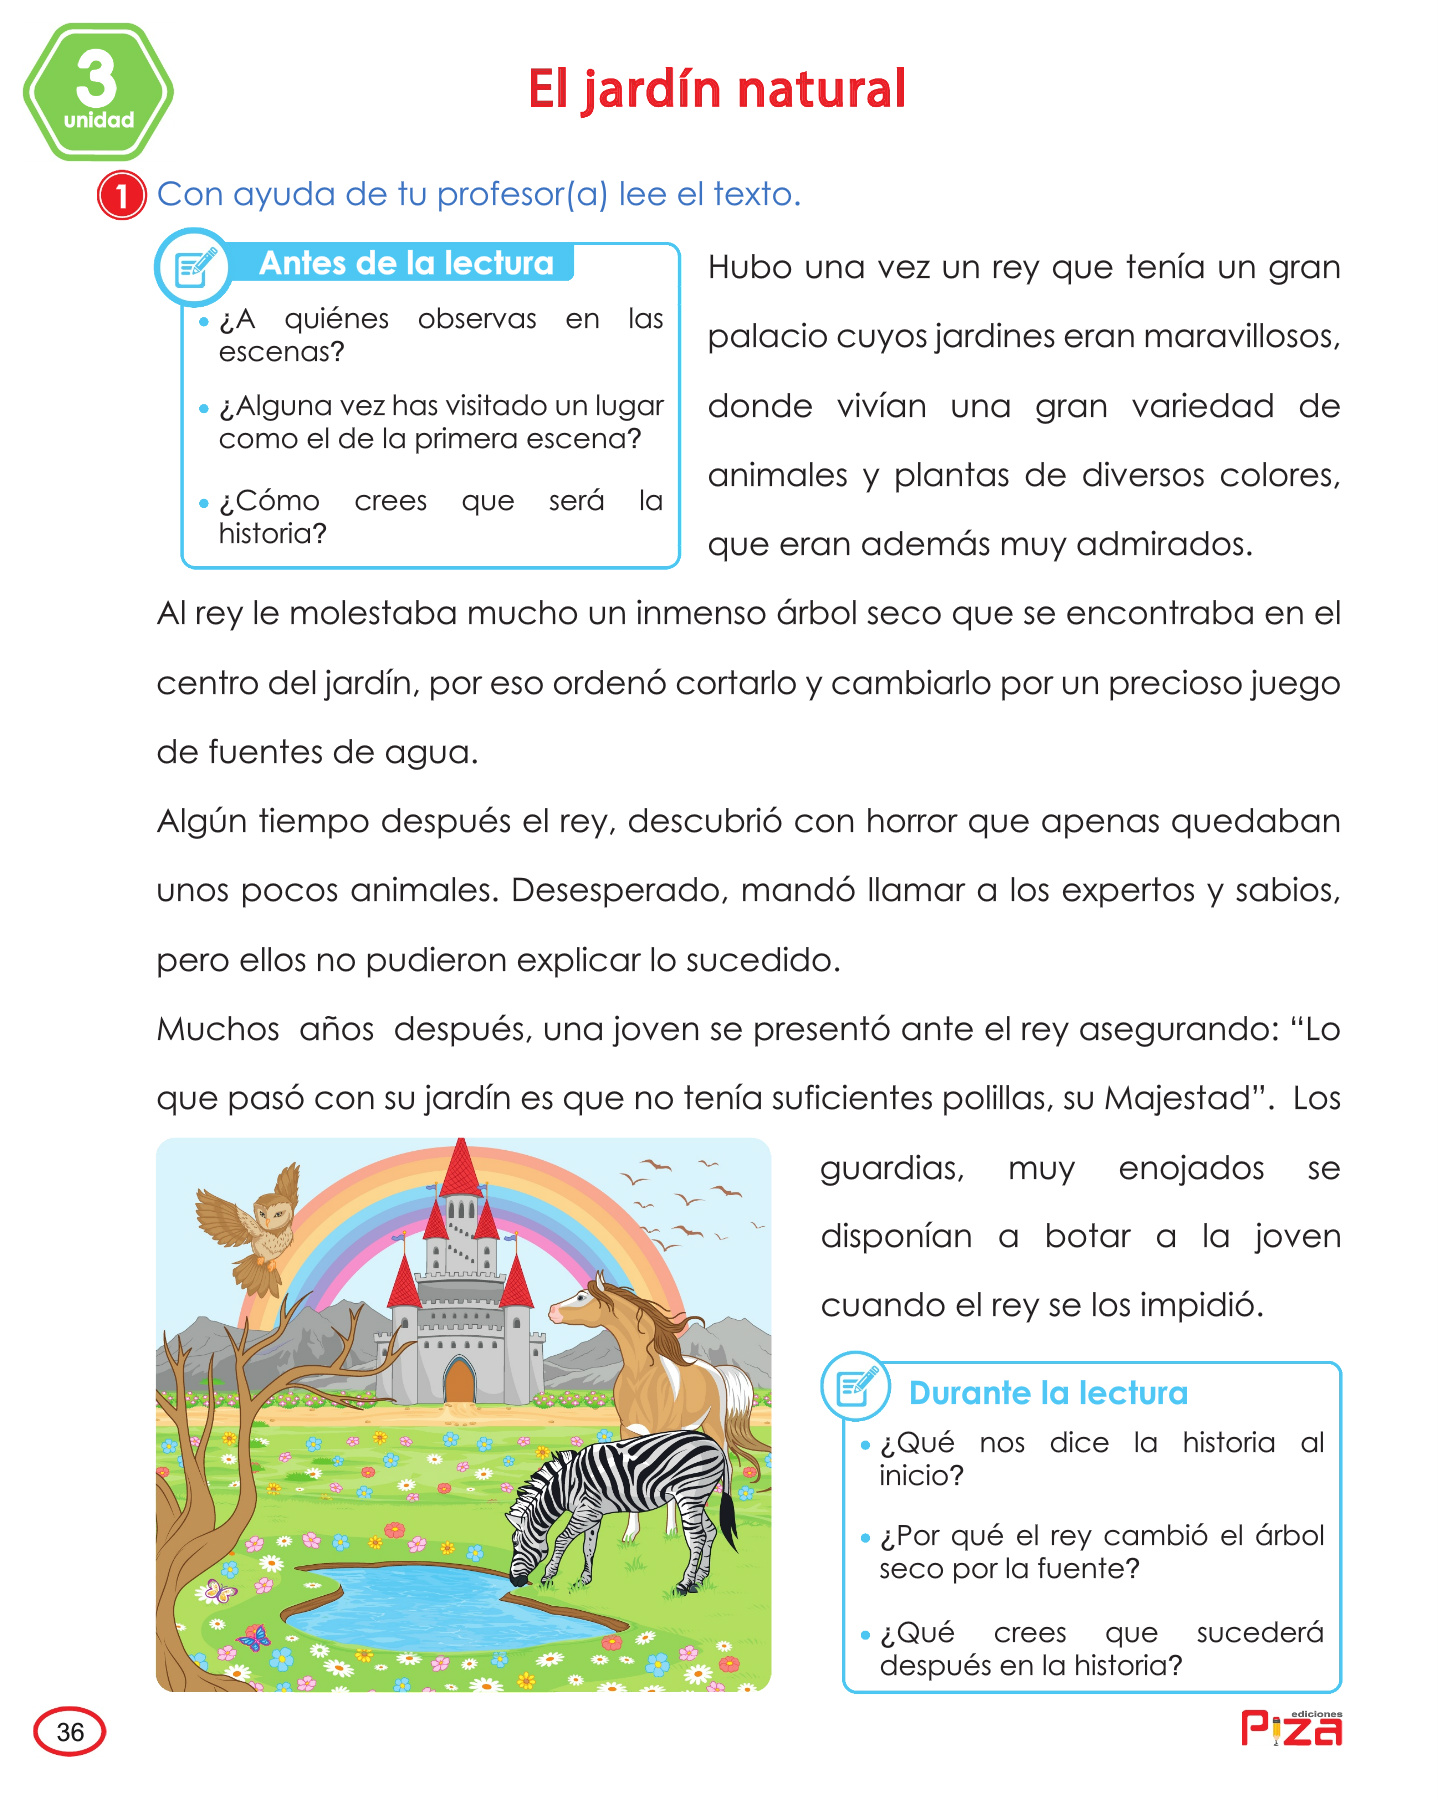 3
unidad
El jardín natural
1 Con ayuda de tu profesor(a) lee el texto.
Antes de la lectura
• ¿A quiénes observas en las
escenas?
• ¿Alguna vez has visitado un lugar
como el de la primera escena?
• ¿Cómo crees que será la
historia?
Hubo una vez un rey que tenía un gran
palacio cuyos jardines eran maravillosos,
donde vivían una gran variedad de
animales y plantas de diversos colores,
que eran además muy admirados.
Al rey le molestaba mucho un inmenso árbol seco que se encontraba en el
centro del jardín, por eso ordenó cortarlo y cambiarlo por un precioso juego
de fuentes de agua.
Algún tiempo después el rey, descubrió con horror que apenas quedaban
unos pocos animales. Desesperado, mandó llamar a los expertos y sabios,
pero ellos no pudieron explicar lo sucedido.
Muchos años después, una joven se presentó ante el rey asegurando: “Lo
que pasó con su jardín es que no tenía suficientes polillas, su Majestad”. Los
guardias, muy enojados se
disponían a botar a la joven
cuando el rey se los impidió.
Durante la lectura
• ¿Qué nos dice la historia al
inicio?
• ¿Por qué el rey cambió el árbol
seco por la fuente?
• ¿Qué crees que sucederá
después en la historia?
36
ediciones
Piza